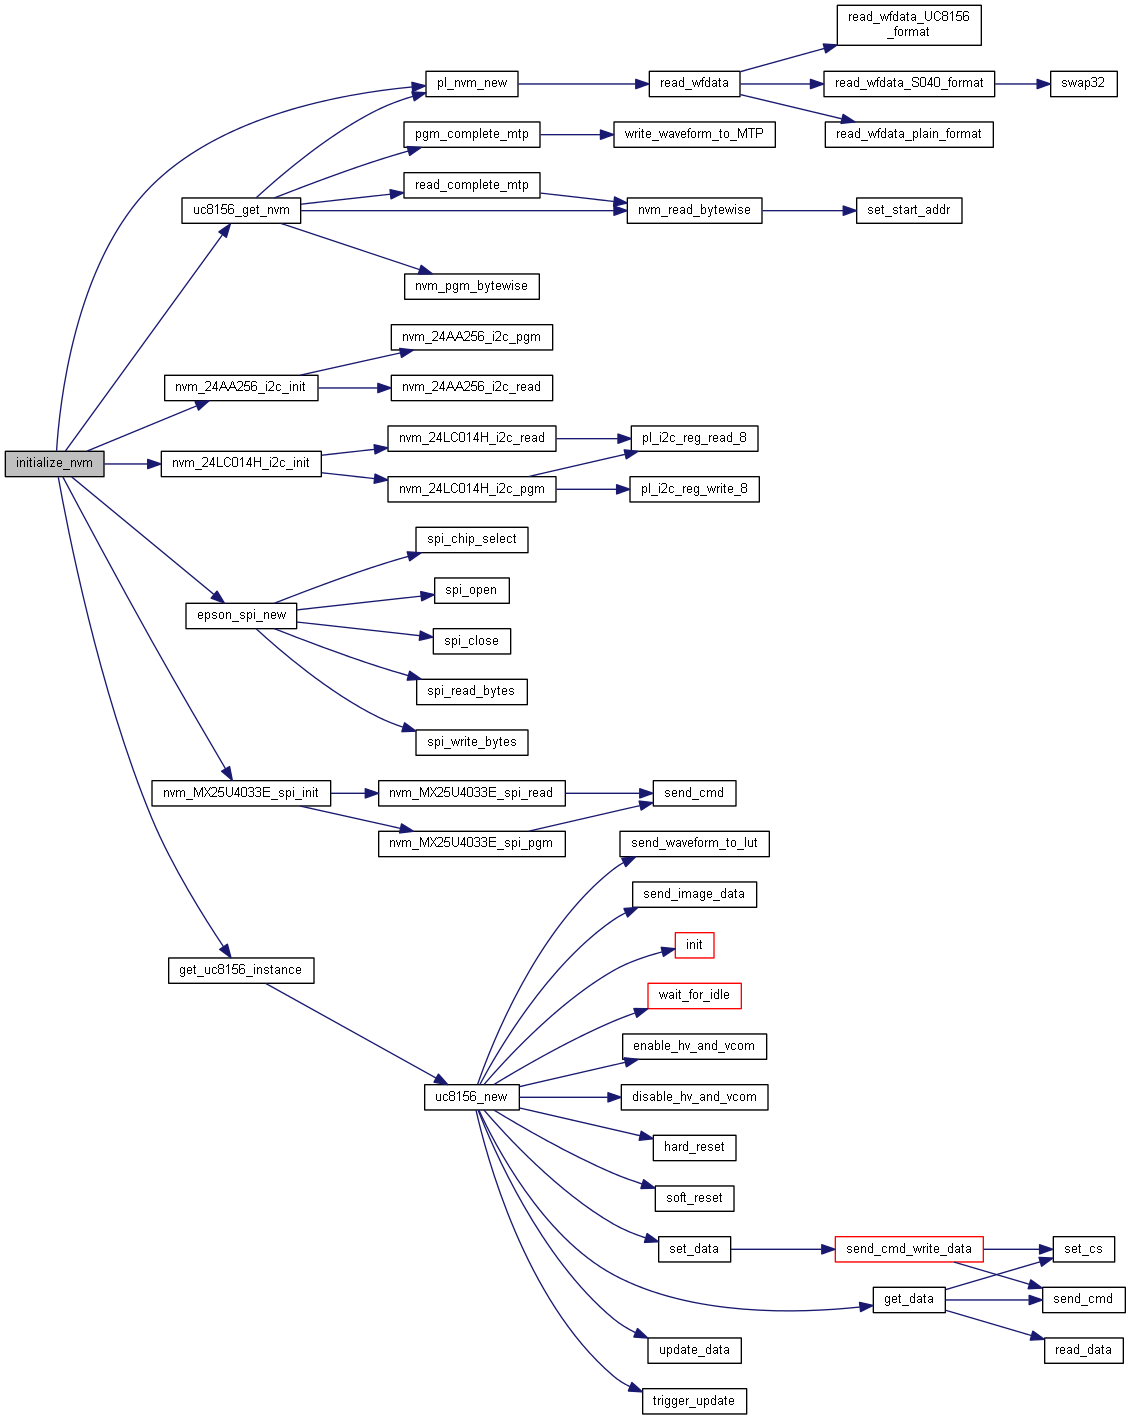 read_wfdata_UC8156
_format
pl_nvm_new
read_wfdata
read_wfdata_S040_format
swap32
pgm_complete_mtp
write_waveform_to_MTP
read_wfdata_plain_format
read_complete_mtp
uc8156_get_nvm
nvm_read_bytewise
set_start_addr
nvm_pgm_bytewise
nvm_24AA256_i2c_pgm
nvm_24AA256_i2c_init
nvm_24AA256_i2c_read
nvm_24LC014H_i2c_read
pl_i2c_reg_read_8
initialize_nvm
nvm_24LC014H_i2c_init
nvm_24LC014H_i2c_pgm
pl_i2c_reg_write_8
spi_chip_select
spi_open
epson_spi_new
spi_close
spi_read_bytes
spi_write_bytes
nvm_MX25U4033E_spi_init
nvm_MX25U4033E_spi_read
send_cmd
nvm_MX25U4033E_spi_pgm
send_waveform_to_lut
send_image_data
init
get_uc8156_instance
wait_for_idle
enable_hv_and_vcom
uc8156_new
disable_hv_and_vcom
hard_reset
soft_reset
set_data
send_cmd_write_data
set_cs
get_data
send_cmd
update_data
read_data
trigger_update